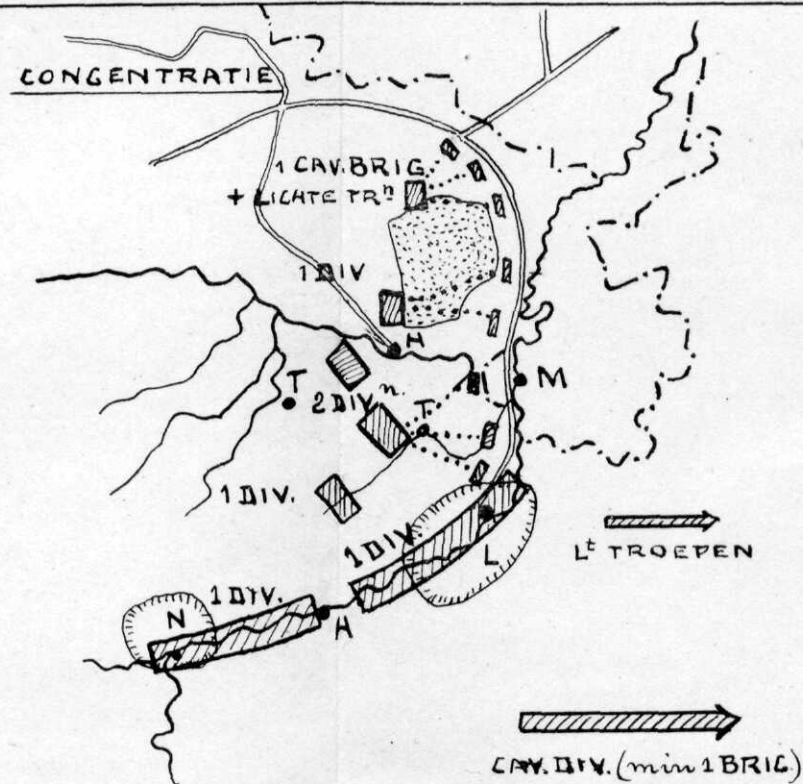 CONCENTRATIE
1 CAV. BRIG.
+ LICHTE TRn
1 DIV
H
T
2 DIVn
T.
M
1 DIV.
1 DIV.
L
Lt TROEPEN
1 DIV.
N
H
CAV. DIV. (min 1 BRIG.)